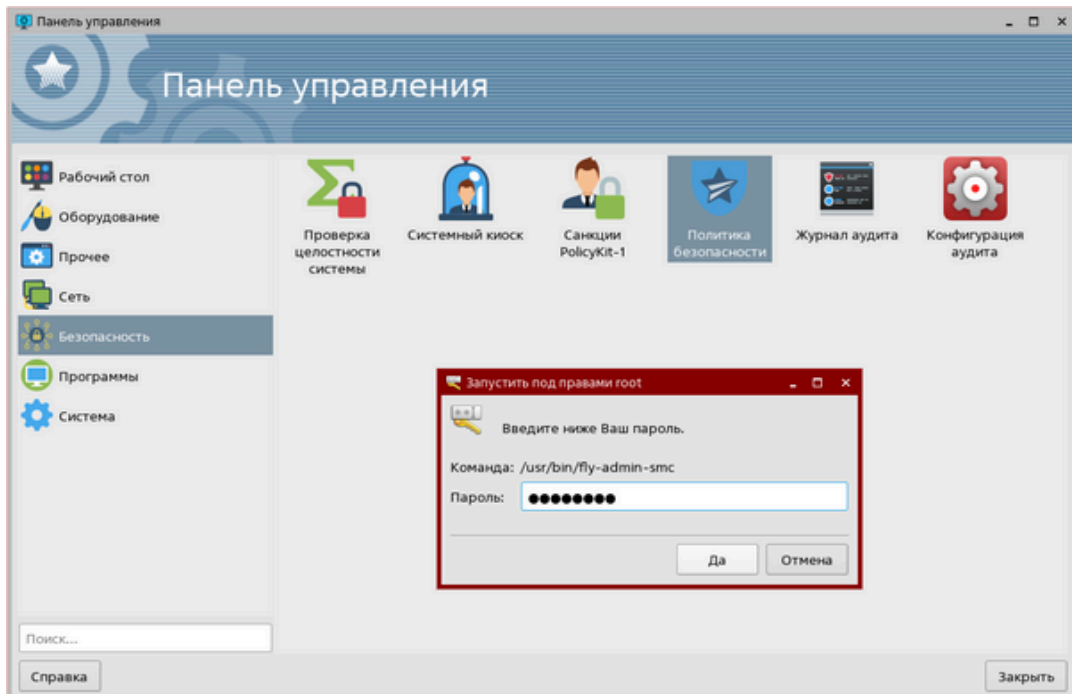 Панель управления
Панель управления
Рабочий стол
Оборудование
Прочее
Сеть
Безопасность
Программы
Система
Проверка
целостности
системы
Системный киоск
Санкции
PolicyKit-1
Политика
безопасности
Журнал аудита
Конфигурация
аудита
Запустить под правами root
Введите ниже Ваш пароль.
Команда: /usr/bin/fly-admin-smc
Пароль: ●●●●●●●●
Да
Отмена
Поиск...
Справка
Закрыть